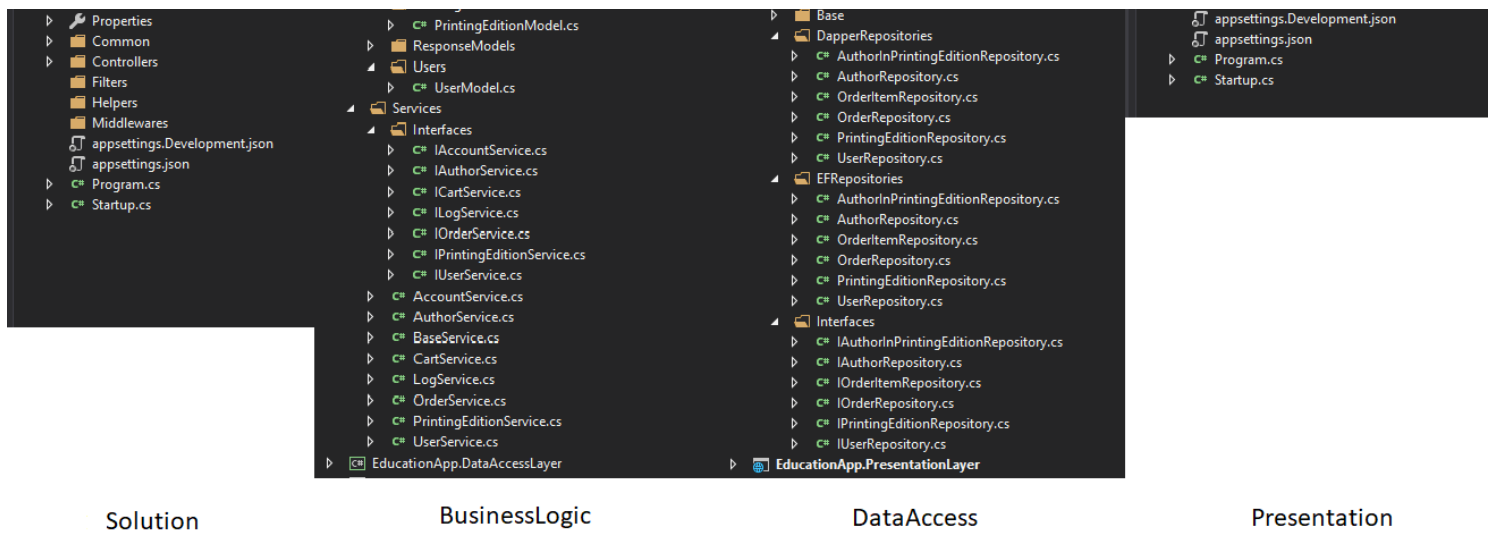 Properties
Common
Controllers
Filters
Helpers
Middlewares
appsettings.Development.json
appsettings.json
C# Program.cs
C# Startup.cs
C# PrintingEditionModel.cs
ResponseModels
Users
C# UserModel.cs
Services
Interfaces
C# IAccountService.cs
C# IAuthorService.cs
C# ICartService.cs
C# ILogService.cs
C# IOrderService.cs
C# IPrintingEditionService.cs
C# IUserService.cs
C# AccountService.cs
C# AuthorService.cs
C# BaseService.cs
C# CartService.cs
C# LogService.cs
C# OrderService.cs
C# PrintingEditionService.cs
C# UserService.cs
C# EducationApp.DataAccessLayer
Base
DapperRepositories
C# AuthorInPrintingEditionRepository.cs
C# AuthorRepository.cs
C# OrderItemRepository.cs
C# OrderRepository.cs
C# PrintingEditionRepository.cs
C# UserRepository.cs
EFRepositories
C# AuthorInPrintingEditionRepository.cs
C# AuthorRepository.cs
C# OrderItemRepository.cs
C# OrderRepository.cs
C# PrintingEditionRepository.cs
C# UserRepository.cs
Interfaces
C# IAuthorInPrintingEditionRepository.cs
C# IAuthorRepository.cs
C# IOrderItemRepository.cs
C# IOrderRepository.cs
C# IPrintingEditionRepository.cs
C# IUserRepository.cs
EducationApp.PresentationLayer
appsettings.Development.json
appsettings.json
C# Program.cs
C# Startup.cs
Solution
BusinessLogic
DataAccess
Presentation